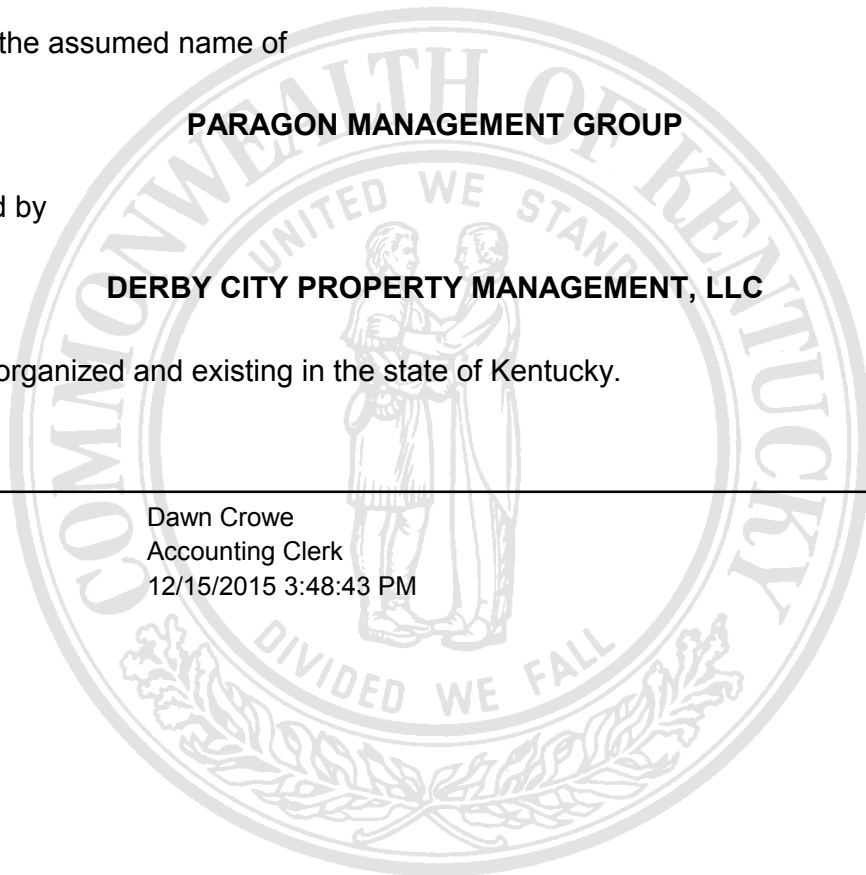 the assumed name of
PARAGON MANAGEMENT GROUP
d by
DERBY CITY PROPERTY MANAGEMENT, LLC
organized and existing in the state of Kentucky.
Dawn Crowe
Accounting Clerk
12/15/2015 3:48:43 PM
COMMONWEALTH OF KENTUCKY
UNITED WE STAND
DIVIDED WE FALL